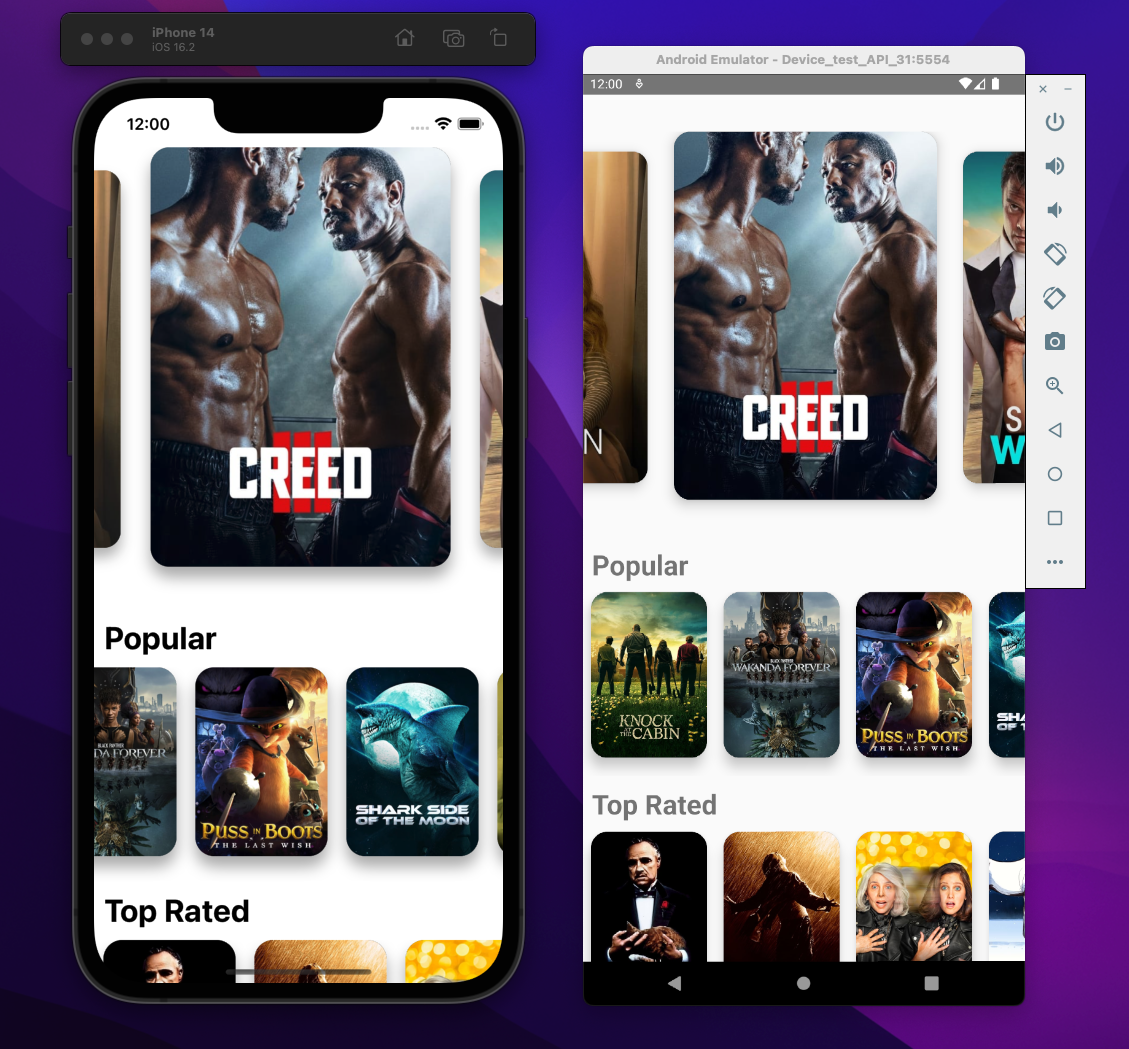 iPhone 14
iOS 16.2
12:00
CREED
III
Popular
BLACK PANTHER
DA FOREVER
PUSS IN BOOTS
THE LAST WISH
SHARK SIDE
OF THE MOON
Top Rated
Android Emulator - Device_test_API_31:5554
12:00
N
CREED
III
S
W
Popular
KNOCK
AT THE
CABIN
BLACK PANTHER
WAKANDA FOREVER
PUSS IN BOOTS
THE LAST WISH
SHA
OF T
Top Rated